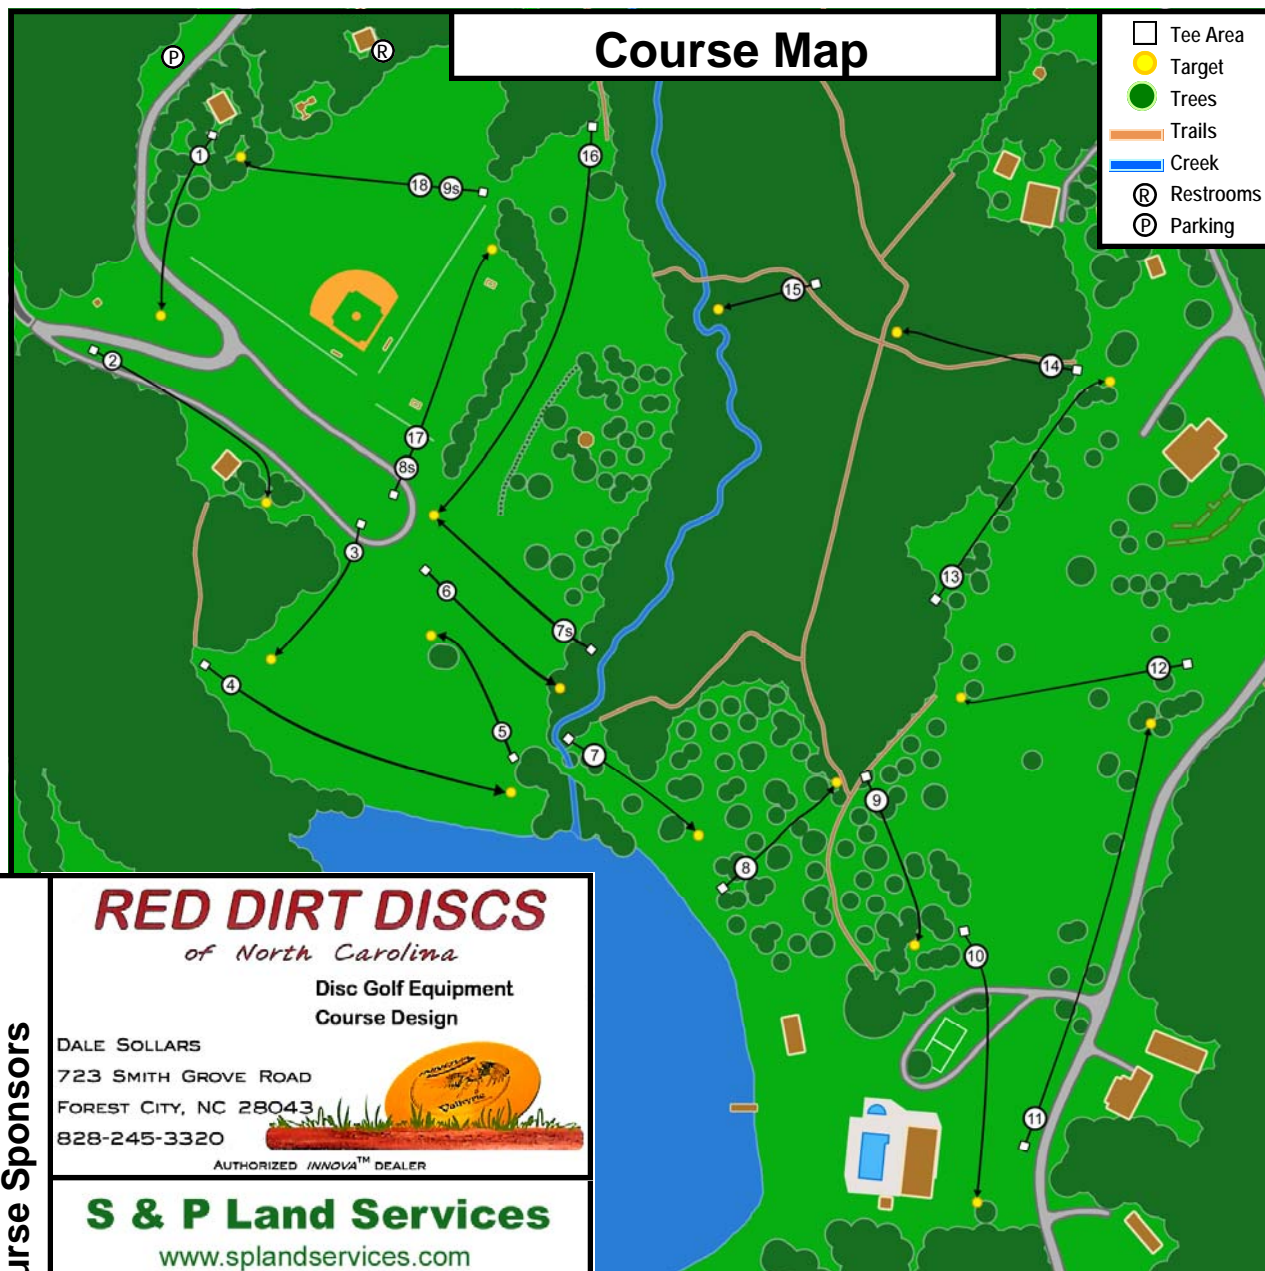 Course Map
Tee Area
Target
Trees
Trails
Creek
R Restrooms
P Parking
P
R
1
18 9s
16
15
2
14
17
8s
3
13
6
7s
12
4
5
7
9
8
10
11
RED DIRT DISCS
of North Carolina
Disc Golf Equipment
Course Design
DALE SOLLARS
723 SMITH GROVE ROAD
FOREST CITY, NC 28043
828-245-3320
Valkyrie
AUTHORIZED INNOVA™ DEALER
S & P Land Services
www.splandservices.com
urse Sponsors